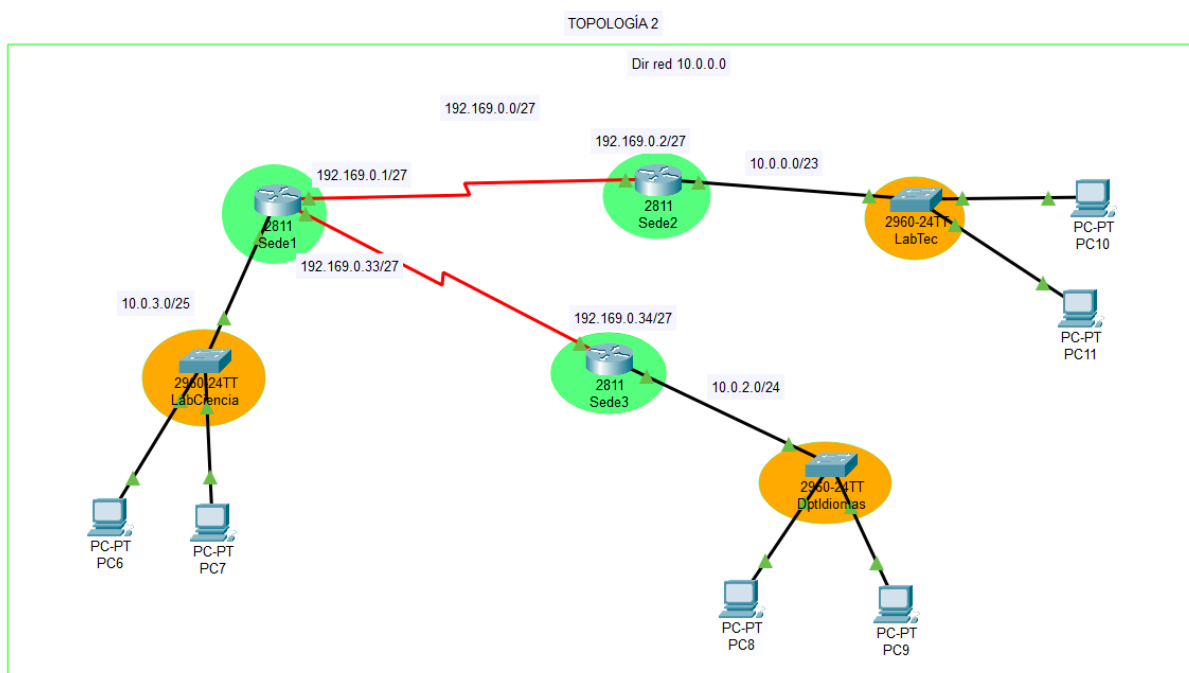 TOPOLOGÍA 2
Dir red 10.0.0.0
192.169.0.0/27
192.169.0.2/27
10.0.0.0/23
192.169.0.1/27
2811
Sede2
2960-24TT
LabTec
PC-PT
PC10
2811
Sede1
192.169.0.33/27
10.0.3.0/25
192.169.0.34/27
PC-PT
PC11
2960-24TT
LabCiencia
2811
Sede3
10.0.2.0/24
2960-24TT
DptIdiomas
PC-PT
PC6
PC-PT
PC7
PC-PT
PC8
PC-PT
PC9